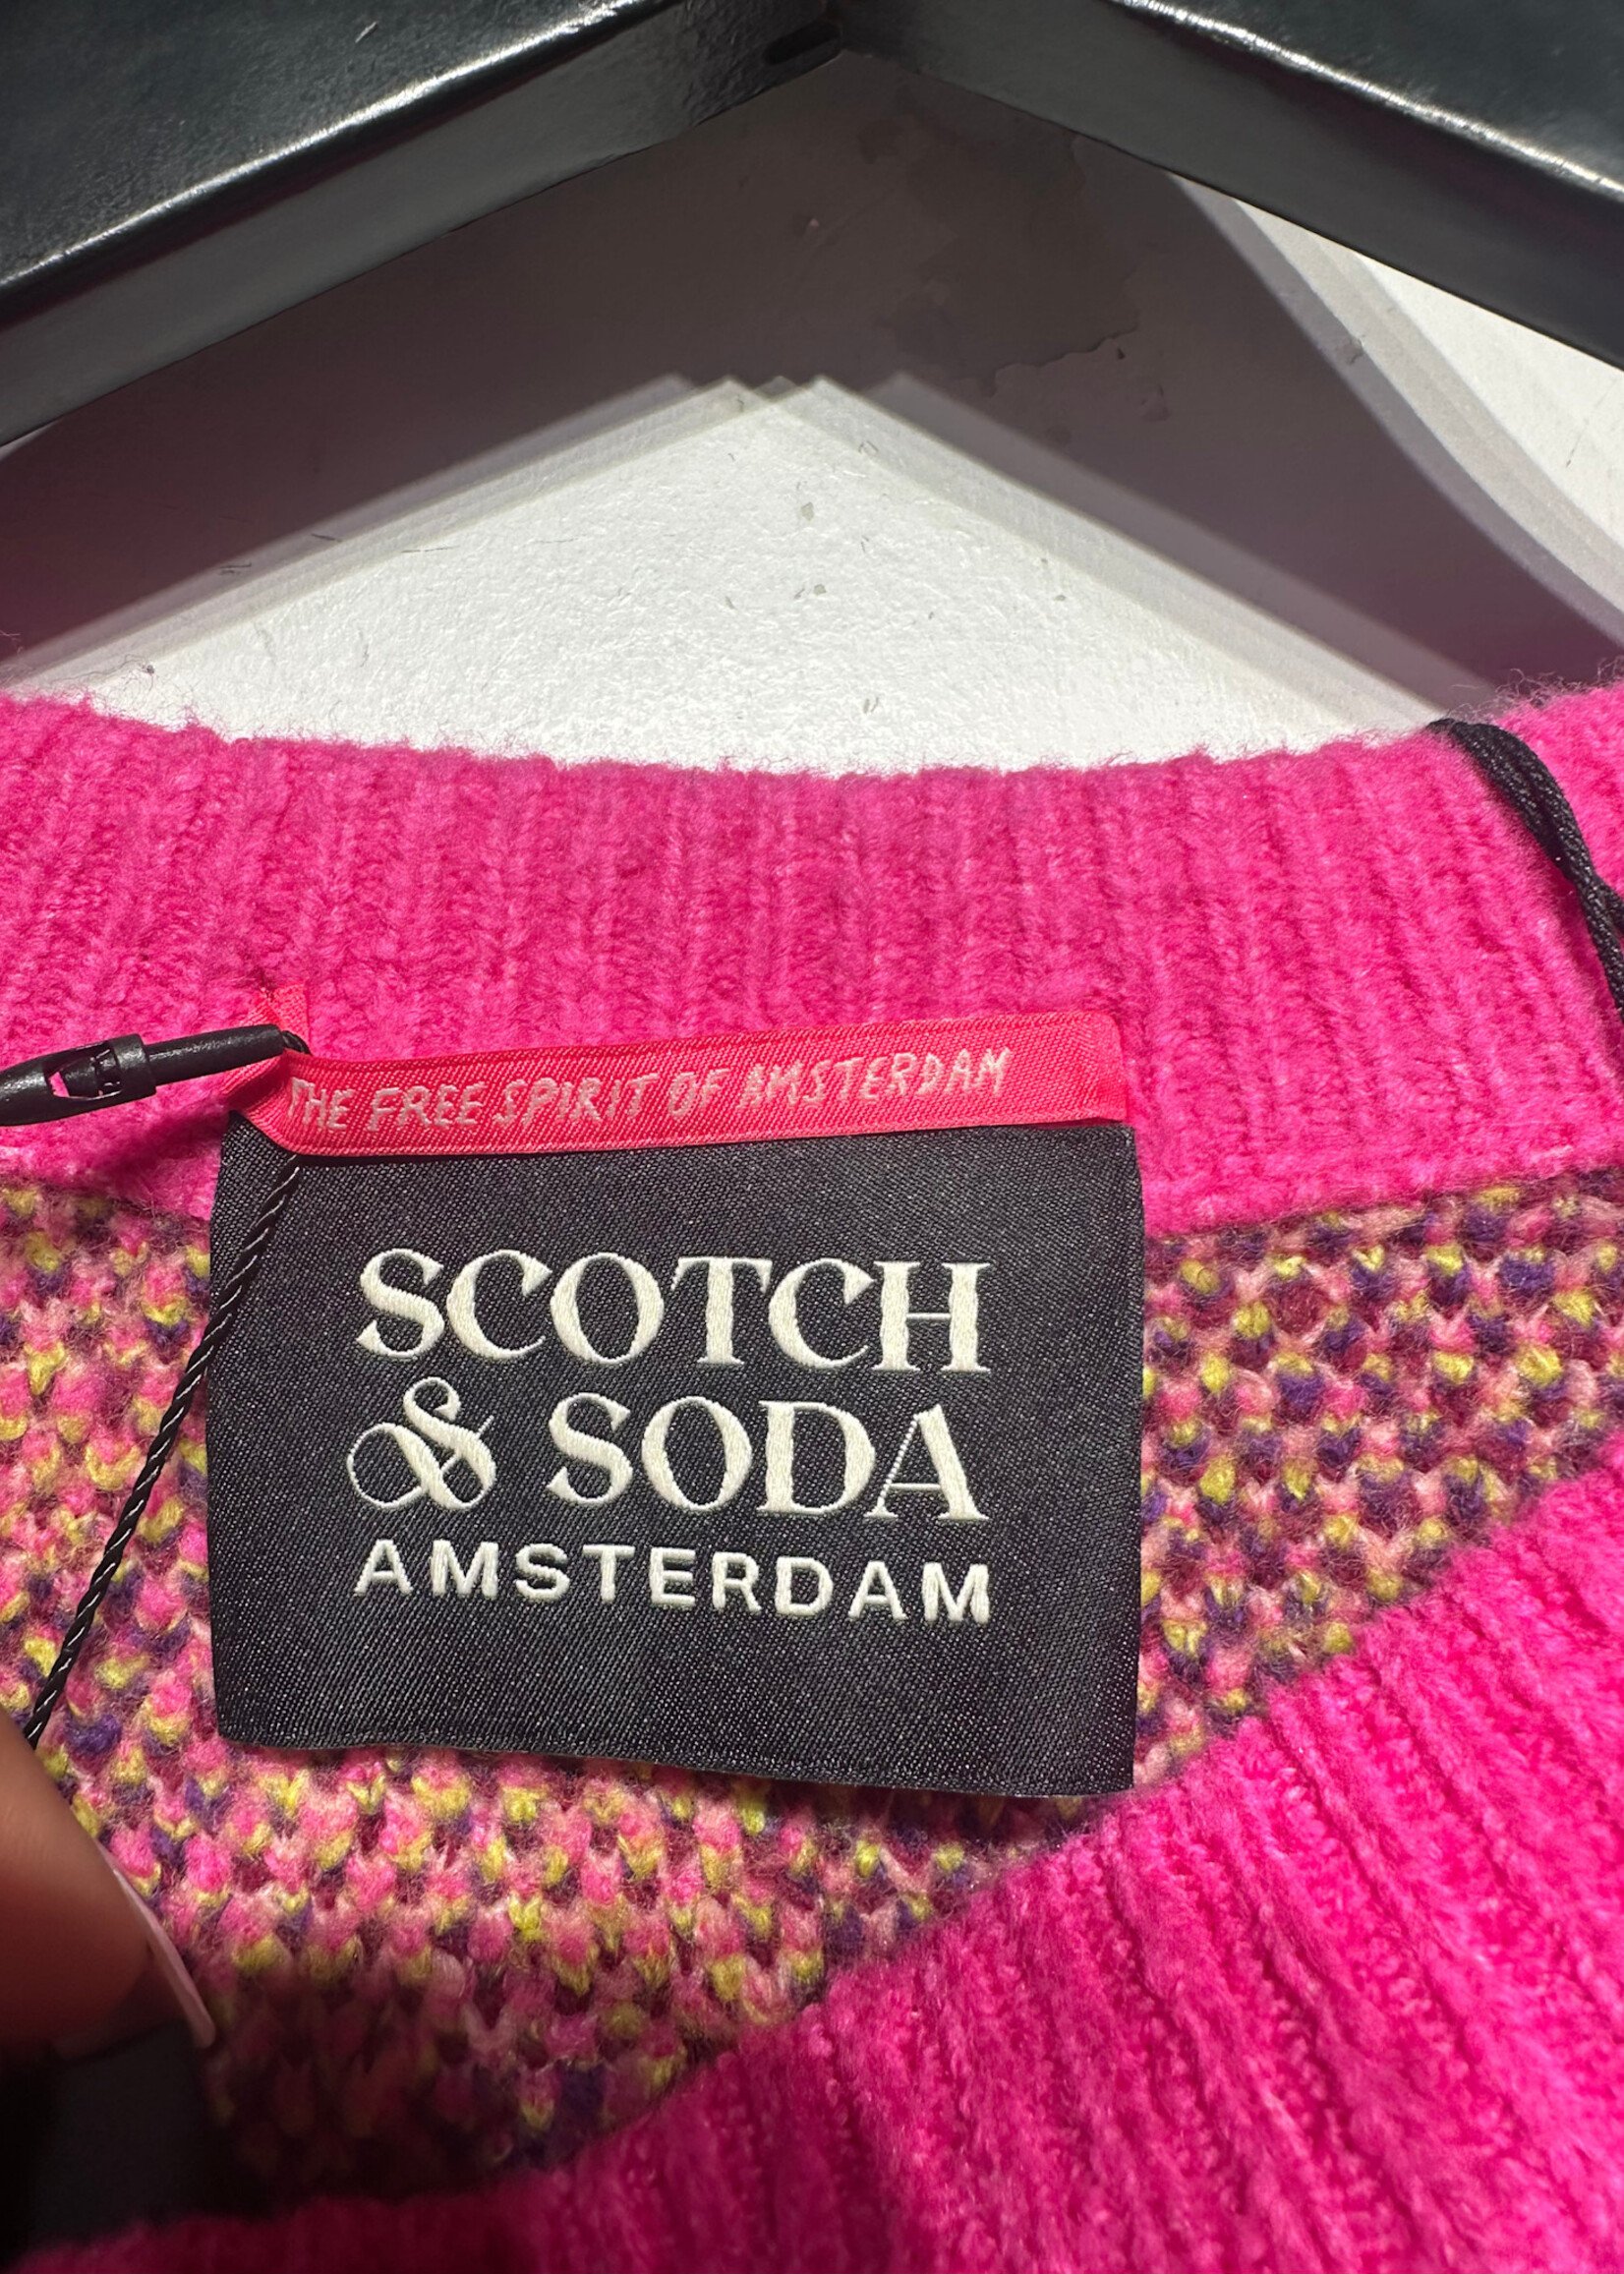 THE FREE SPIRIT OF AMSTERDAM
SCOTCH
& SODA
AMSTERDAM